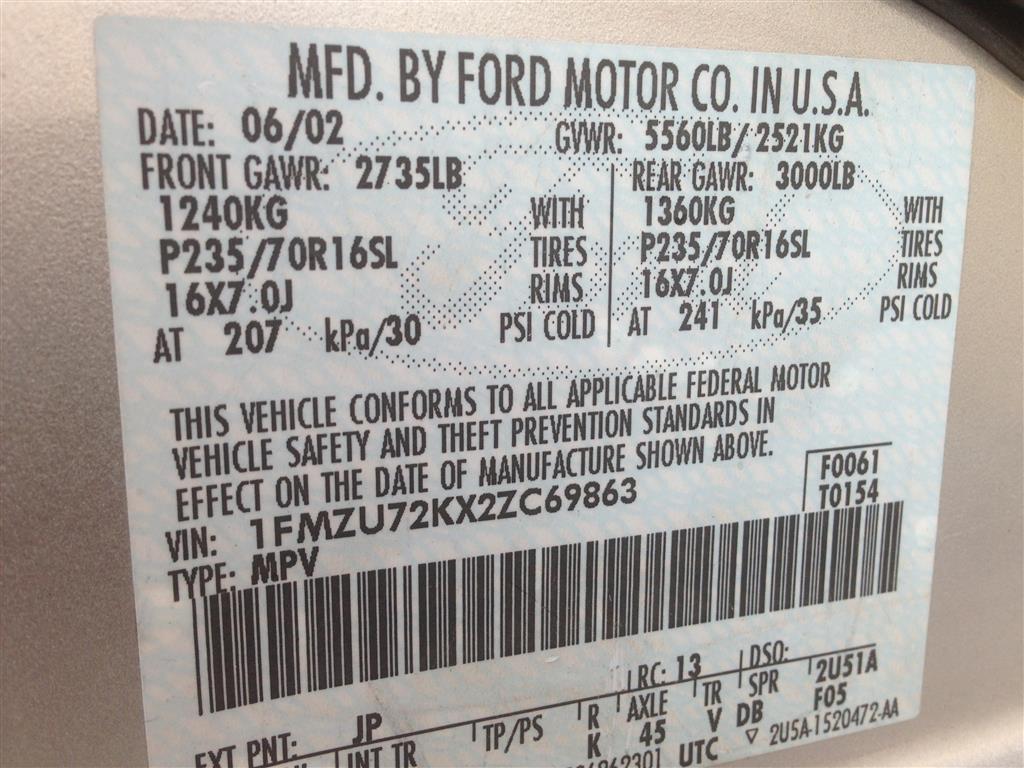 MFD. BY FORD MOTOR CO. IN U.S.A.
DATE: 06/02 GVWR: 5560LB/2521KG
FRONT GAWR: 2735LB REAR GAWR: 3000LB
1240KG WITH 1360KG WITH
P235/70R16SL TIRES P235/70R16SL TIRES
16X7.0J RIMS 16X7.0J RIMS
AT 207 kPa/30 PSI COLD AT 241 kPa/35 PSI COLD
THIS VEHICLE CONFORMS TO ALL APPLICABLE FEDERAL MOTOR
VEHICLE SAFETY AND THEFT PREVENTION STANDARDS IN
EFFECT ON THE DATE OF MANUFACTURE SHOWN ABOVE.
F0061
T0154
VIN: 1FMZU72KX2ZC69863
TYPE: MPV
EXT PNT: JP RC: 13 DSO:
INT TR TP/PS R AXLE TR SPR 2U51A
K 45 V DB F05
UTC ▽ 2U5A-1520472-AA